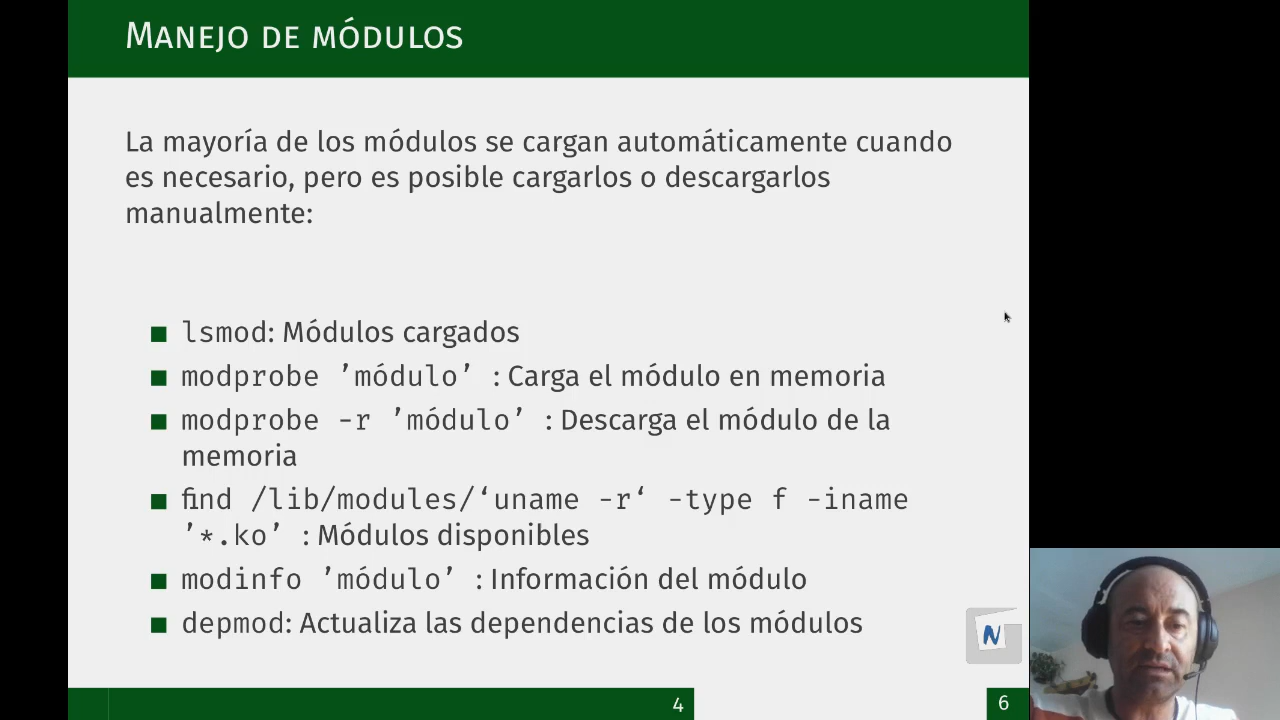 Manejo de módulos
La mayoría de los módulos se cargan automáticamente cuando
es necesario, pero es posible cargarlos o descargarlos
manualmente:
lsmod: Módulos cargados
modprobe ’módulo’ : Carga el módulo en memoria
modprobe -r ’módulo’ : Descarga el módulo de la
memoria
find /lib/modules/‘uname -r‘ -type f -iname
’*.ko’ : Módulos disponibles
modinfo ’módulo’ : Información del módulo
depmod: Actualiza las dependencias de los módulos
N
4
6